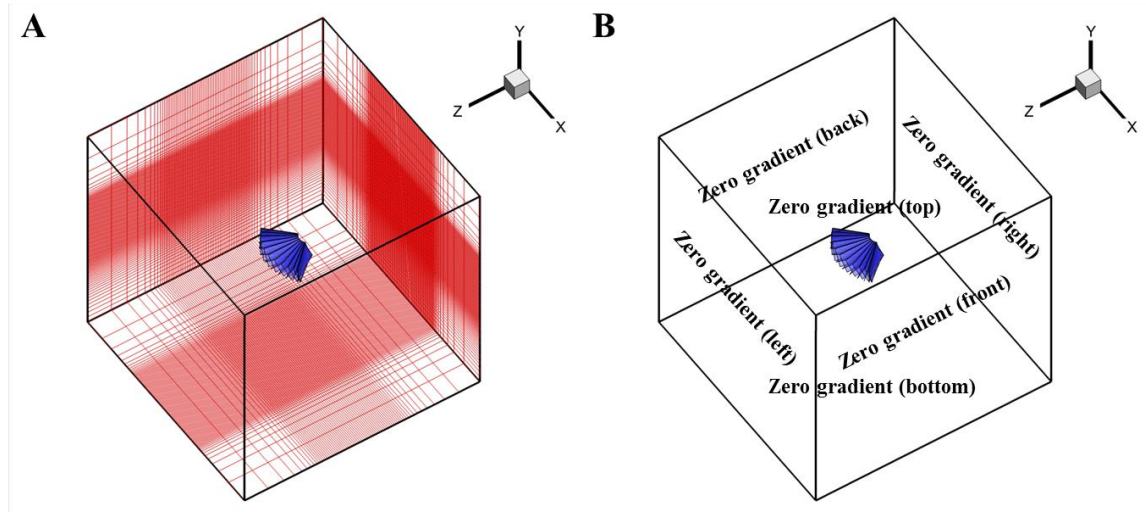 A
Y
Z
X
B
Y
Z
X
Zero gradient (back)
Zero gradient (right)
Zero gradient (top)
Zero gradient (left)
Zero gradient (front)
Zero gradient (bottom)